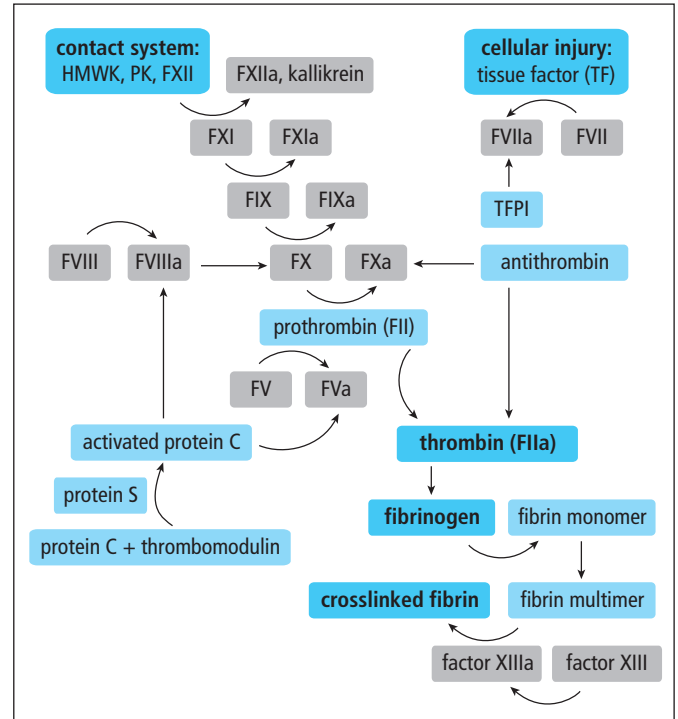 contact system:
HMWK, PK, FXII
FXIIa, kallikrein
cellular injury:
tissue factor (TF)
FXI
FXIa
FVIIa
FVII
FIX
FIXa
TFPI
FVIII
FVIIIa
FX
FXa
antithrombin
prothrombin (FII)
FV
FVa
activated protein C
thrombin (FIIa)
protein S
fibrinogen
fibrin monomer
protein C + thrombomodulin
crosslinked fibrin
fibrin multimer
factor XIIIa
factor XIII